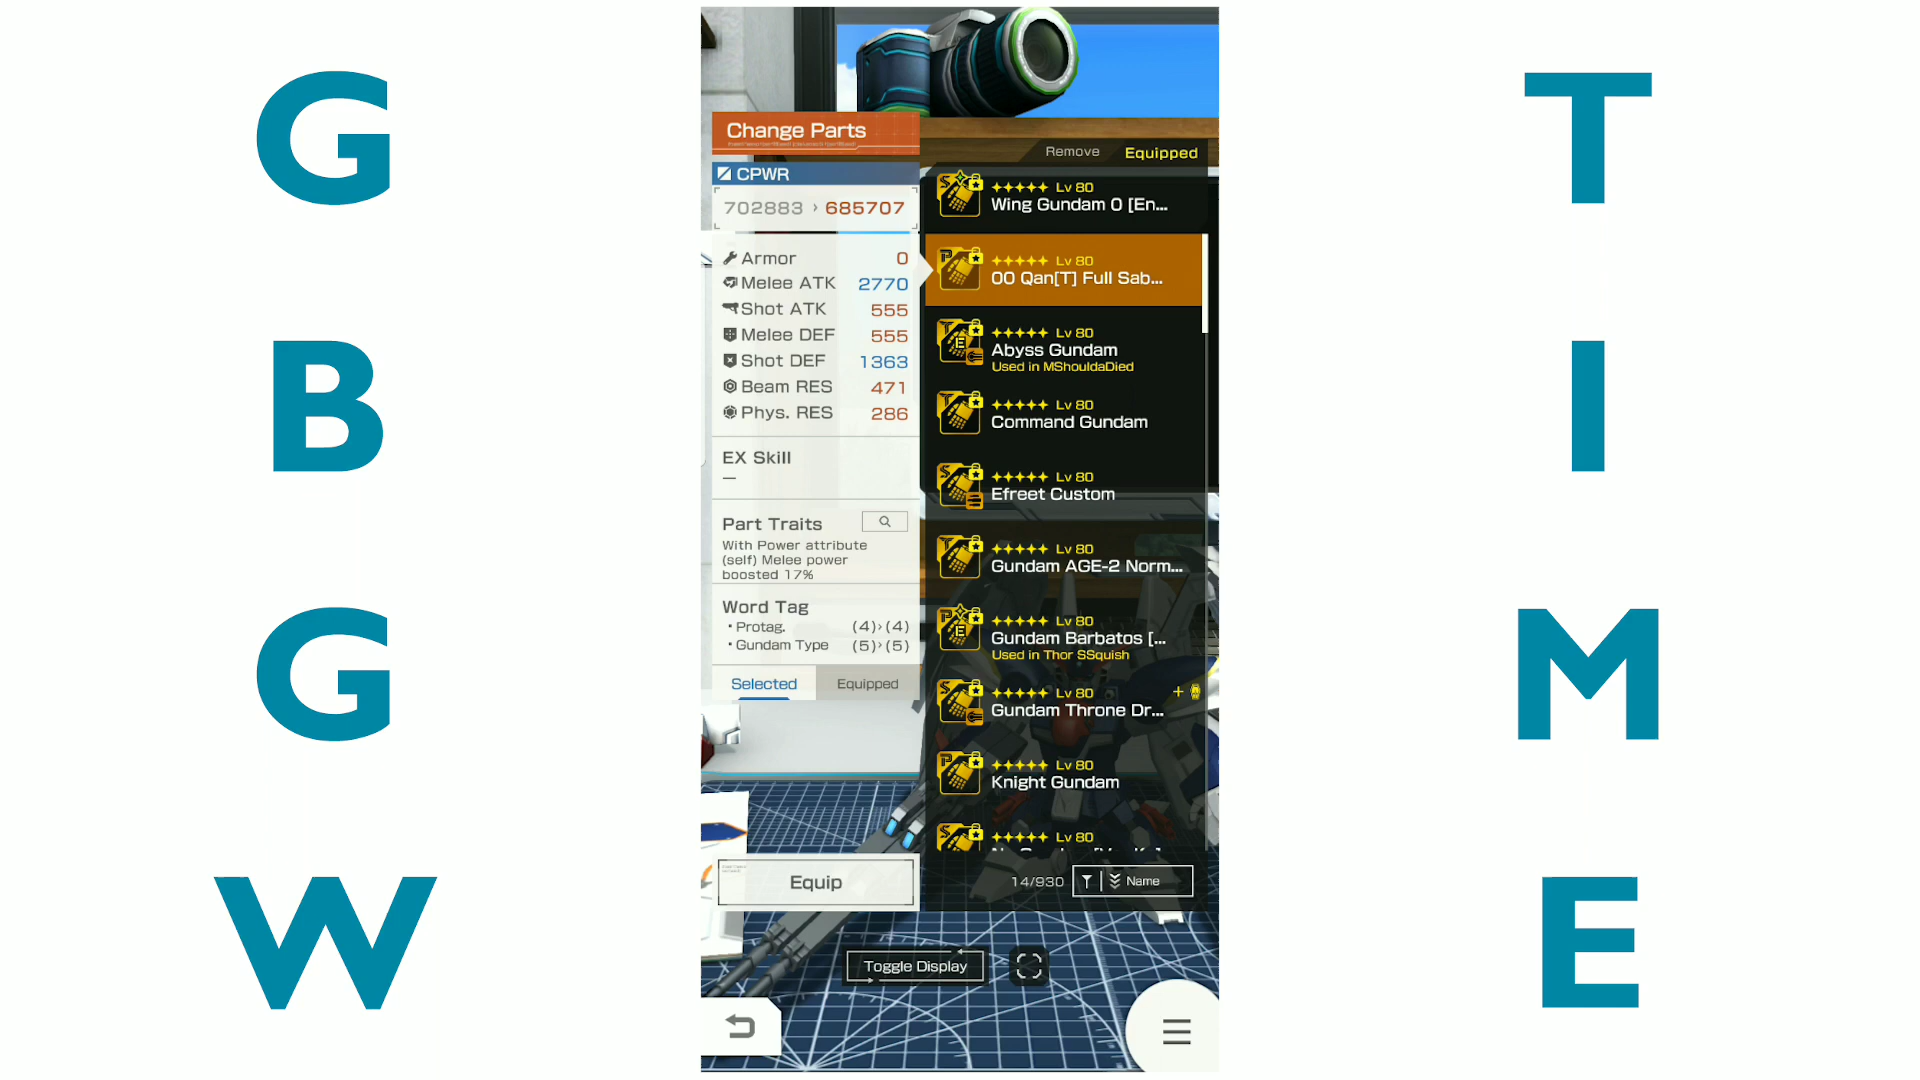 G
B
G
W
Change Parts
CPWR
702883 › 685707
Armor 0
Melee ATK 2770
Shot ATK 555
Melee DEF 555
Shot DEF 1363
Beam RES 471
Phys. RES 286
EX Skill
—
Part Traits
With Power attribute
(self) Melee power
boosted 17%
Word Tag
・Protag. (4)›(4)
・Gundam Type (5)›(5)
Selected Equipped
Equip
Remove Equipped
Lv 80
Wing Gundam 0 [En...
Lv 80
00 Qan[T] Full Sab...
Lv 80
Abyss Gundam
Used in MShouldaDied
Lv 80
Command Gundam
Lv 80
Efreet Custom
Lv 80
Gundam AGE-2 Norm...
Lv 80
Gundam Barbatos [...
Used in Thor SSquish
Lv 80
Gundam Throne Dr...
Lv 80
Knight Gundam
Lv 80
14/930 Name
Toggle Display
T
I
M
E